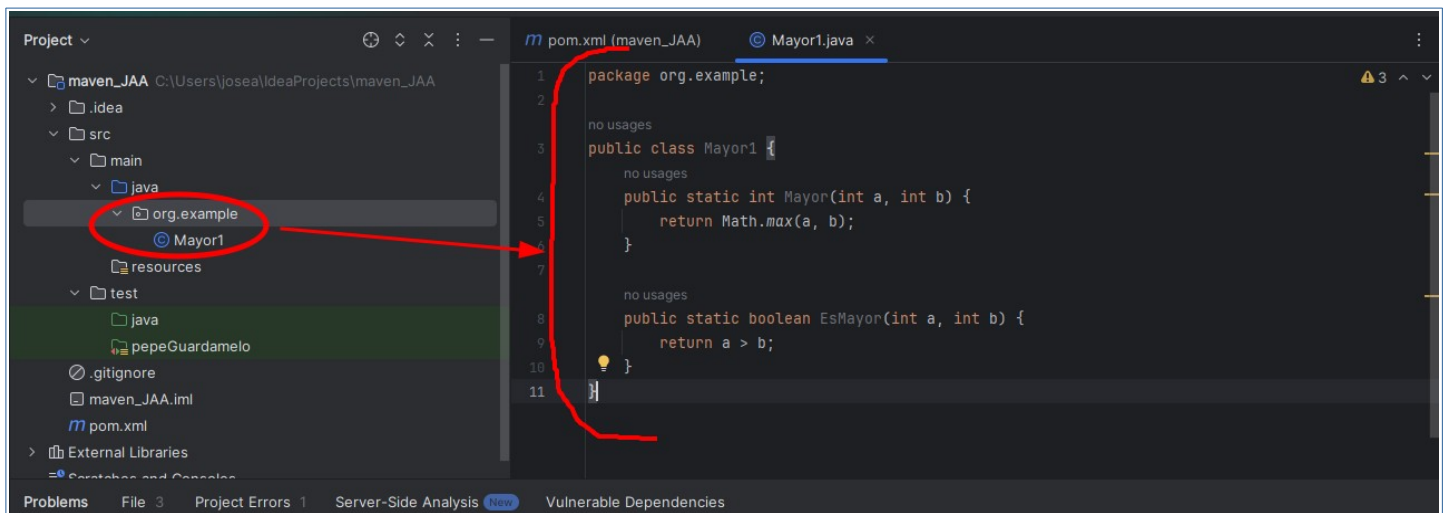 Project
maven_JAA C:\Users\josea\IdeaProjects\maven_JAA
.idea
src
main
java
org.example
Mayor1
resources
test
java
pepeGuardamelo
.gitignore
maven_JAA.iml
m pom.xml
External Libraries
Scratches and Consoles
m pom.xml (maven_JAA) Mayor1.java
3
1 package org.example;
2
no usages
3 public class Mayor1 {
no usages
4 public static int Mayor(int a, int b) {
5 return Math.max(a, b);
6 }
7
no usages
8 public static boolean EsMayor(int a, int b) {
9 return a > b;
10 }
11 }
Problems File 3 Project Errors 1 Server-Side Analysis New Vulnerable Dependencies